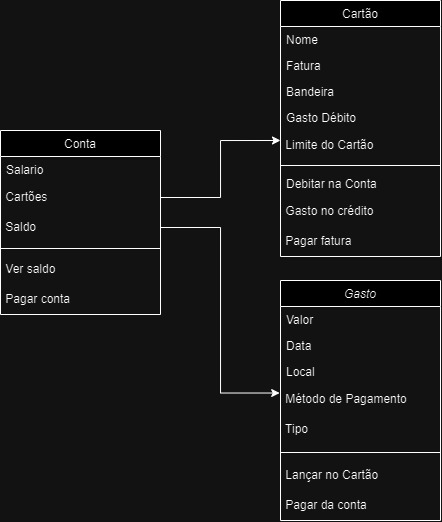 Cartão
Nome
Fatura
Bandeira
Gasto Débito
Limite do Cartão
Debitar na Conta
Gasto no crédito
Pagar fatura
Conta
Salario
Cartões
Saldo
Ver saldo
Pagar conta
Gasto
Valor
Data
Local
Método de Pagamento
Tipo
Lançar no Cartão
Pagar da conta